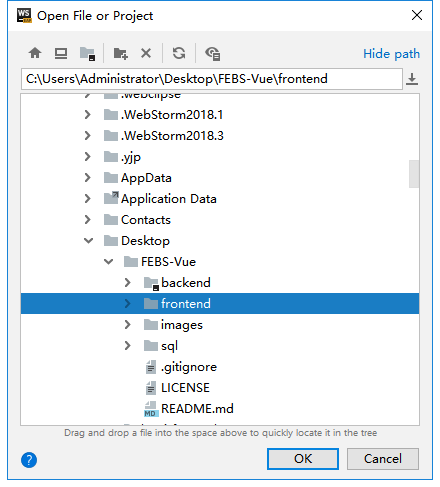 WS
Open File or Project
Hide path
C:\Users\Administrator\Desktop\FEBS-Vue\frontend
.webclipse
.WebStorm2018.1
.WebStorm2018.3
.yjp
AppData
Application Data
Contacts
Desktop
FEBS-Vue
backend
frontend
images
sql
.gitignore
LICENSE
MD README.md
Drag and drop a file into the space above to quickly locate it in the tree
?
OK
Cancel